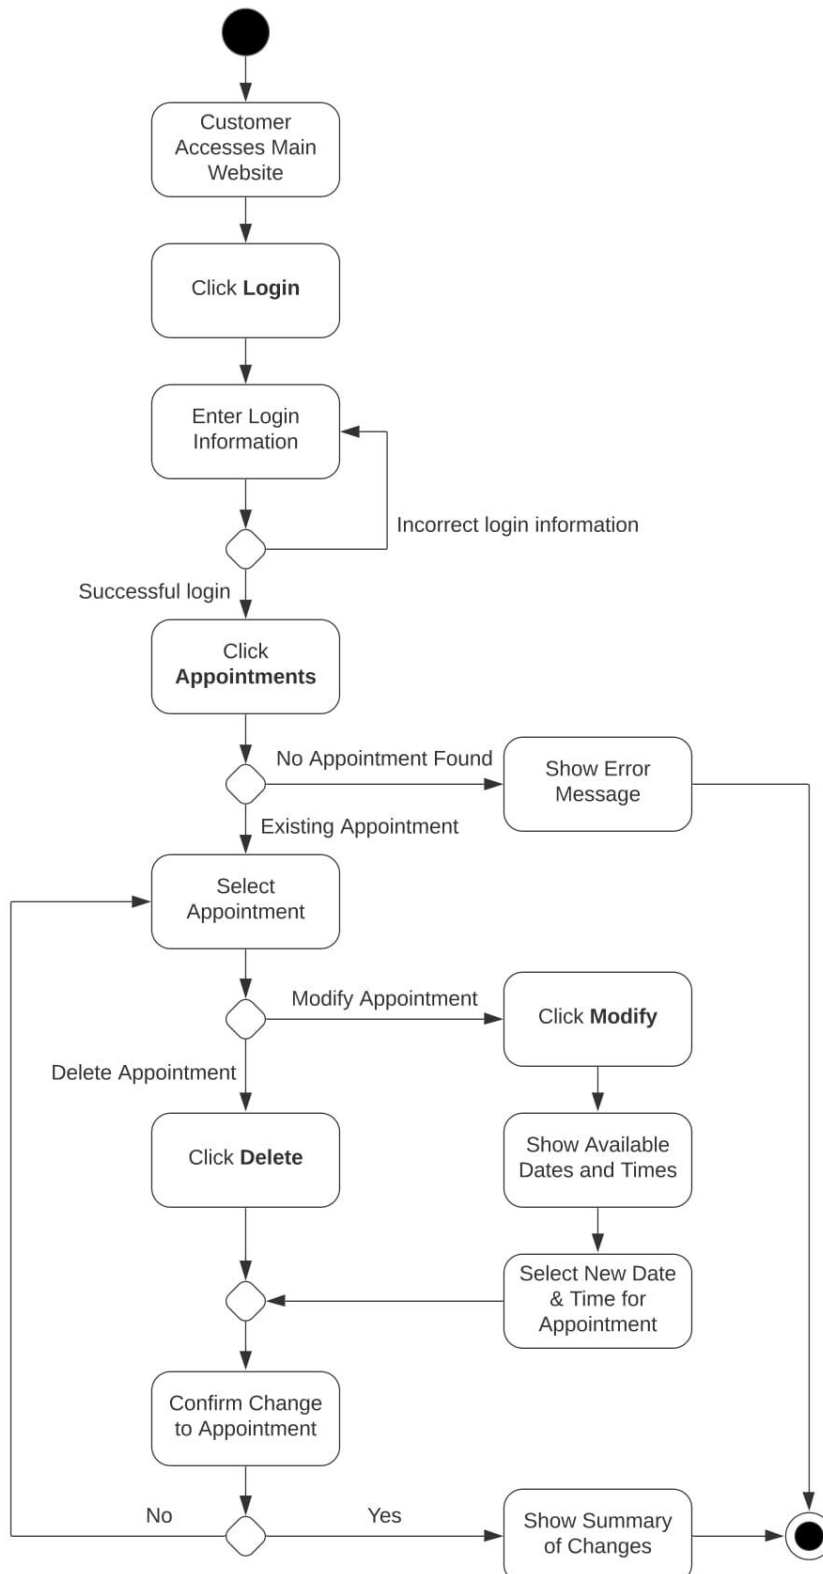 Customer
Accesses Main
Website
Click Login
Enter Login
Information
Incorrect login information
Successful login
Click
Appointments
No Appointment Found
Show Error
Message
Existing Appointment
Select
Appointment
Modify Appointment
Click Modify
Delete Appointment
Click Delete
Show Available
Dates and Times
Select New Date
& Time for
Appointment
Confirm Change
to Appointment
No
Yes
Show Summary
of Changes